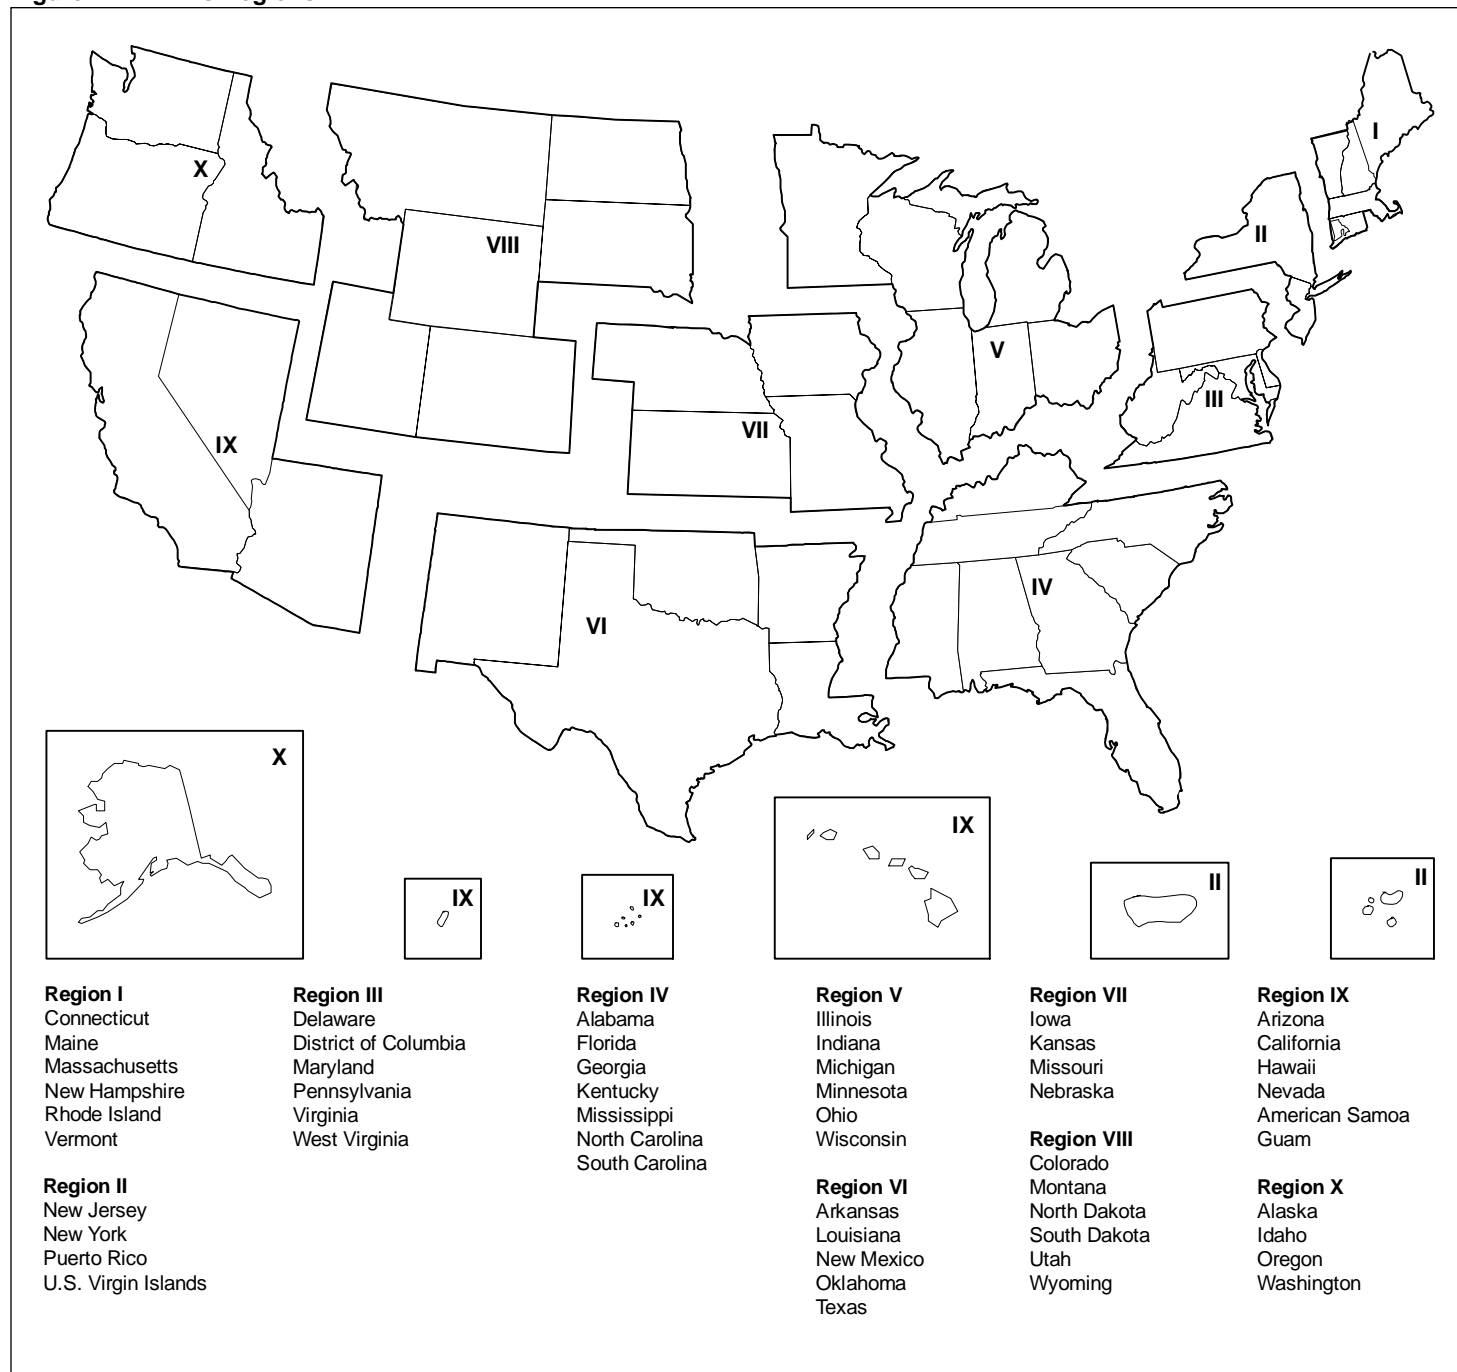 X
I
II
VIII
V
III
IX
VII
IV
VI
X
IX
IX
IX
II
II
Region I
Connecticut
Maine
Massachusetts
New Hampshire
Rhode Island
Vermont
Region II
New Jersey
New York
Puerto Rico
U.S. Virgin Islands
Region III
Delaware
District of Columbia
Maryland
Pennsylvania
Virginia
West Virginia
Region IV
Alabama
Florida
Georgia
Kentucky
Mississippi
North Carolina
South Carolina
Region V
Illinois
Indiana
Michigan
Minnesota
Ohio
Wisconsin
Region VI
Arkansas
Louisiana
New Mexico
Oklahoma
Texas
Region VII
Iowa
Kansas
Missouri
Nebraska
Region VIII
Colorado
Montana
North Dakota
South Dakota
Utah
Wyoming
Region IX
Arizona
California
Hawaii
Nevada
American Samoa
Guam
Region X
Alaska
Idaho
Oregon
Washington